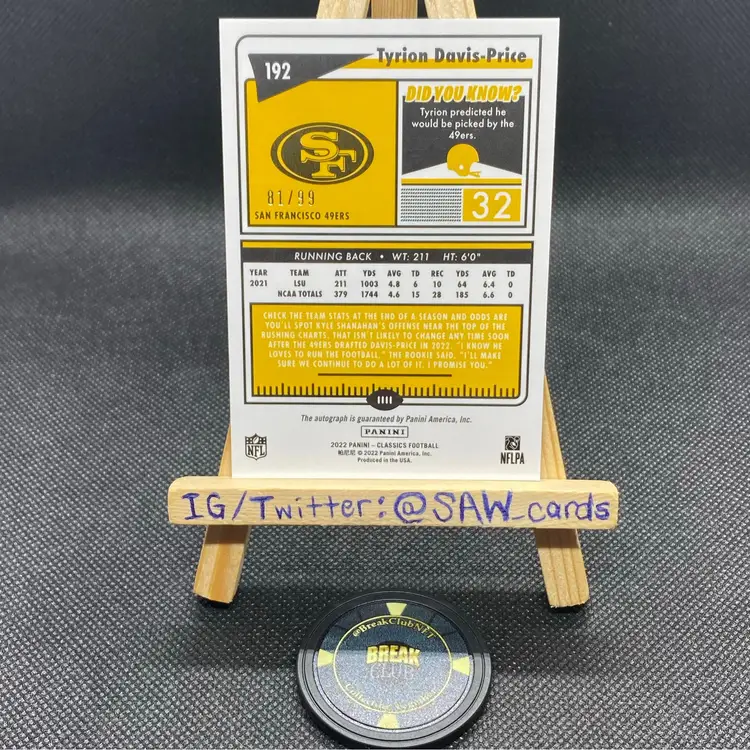 192
Tyrion Davis-Price
DID YOU KNOW?
Tyrion predicted he
would be picked by the
49ers.
SF
81/99
SAN FRANCISCO 49ERS
32
RUNNING BACK • WT: 211 HT: 6'0"
YEAR TEAM ATT YDS AVG TD REC YDS AVG TD
2021 LSU 211 1003 4.8 6 10 64 6.4 0
NCAA TOTALS 379 1744 4.6 15 28 185 6.6 0
CHECK THE TEAM STATS AT THE END OF A SEASON AND ODDS ARE
YOU'LL SPOT KYLE SHANAHAN'S OFFENSE NEAR THE TOP OF THE
RUSHING CHARTS. THAT ISN'T LIKELY TO CHANGE ANY TIME SOON
AFTER THE 49ERS DRAFTED DAVIS-PRICE IN 2022. "I KNOW HE
LOVES TO RUN THE FOOTBALL," THE ROOKIE SAID. "I'LL MAKE
SURE WE CONTINUE TO DO A LOT OF IT. I PROMISE YOU."
The autograph is guaranteed by Panini America, Inc.
PANINI
2022 PANINI – CLASSICS FOOTBALL
帕尼尼 © 2022 Panini America, Inc.
Produced in the USA.
NFL
NFLPA
IG/Twitter: @SAW_cards
@BreakClubNFT
BREAK
CLUB